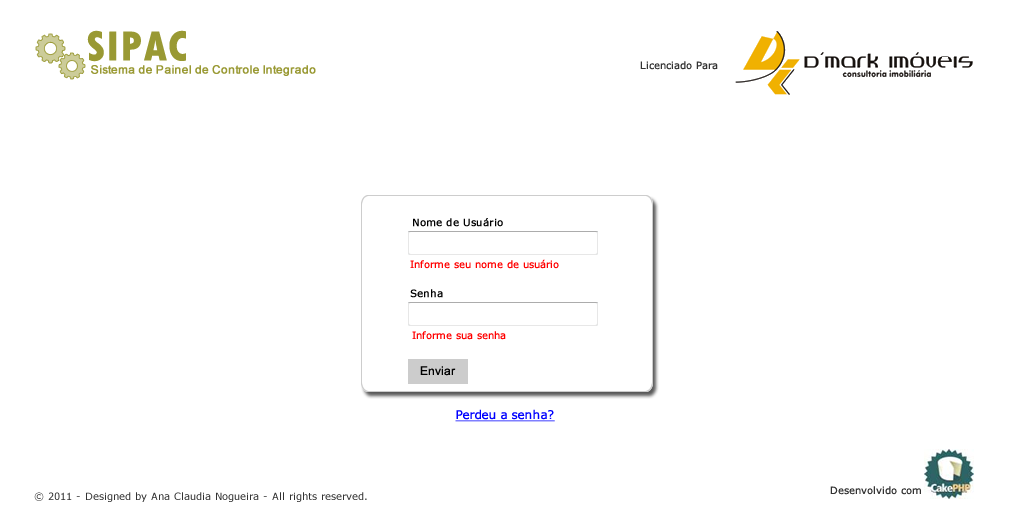 SIPAC
Sistema de Painel de Controle Integrado
Licenciado Para
D´mark imóveis
consultoria imobiliária
Nome de Usuário
Informe seu nome de usuário
Senha
Informe sua senha
Enviar
Perdeu a senha?
© 2011 - Designed by Ana Claudia Nogueira - All rights reserved.
Desenvolvido com
CakePHP